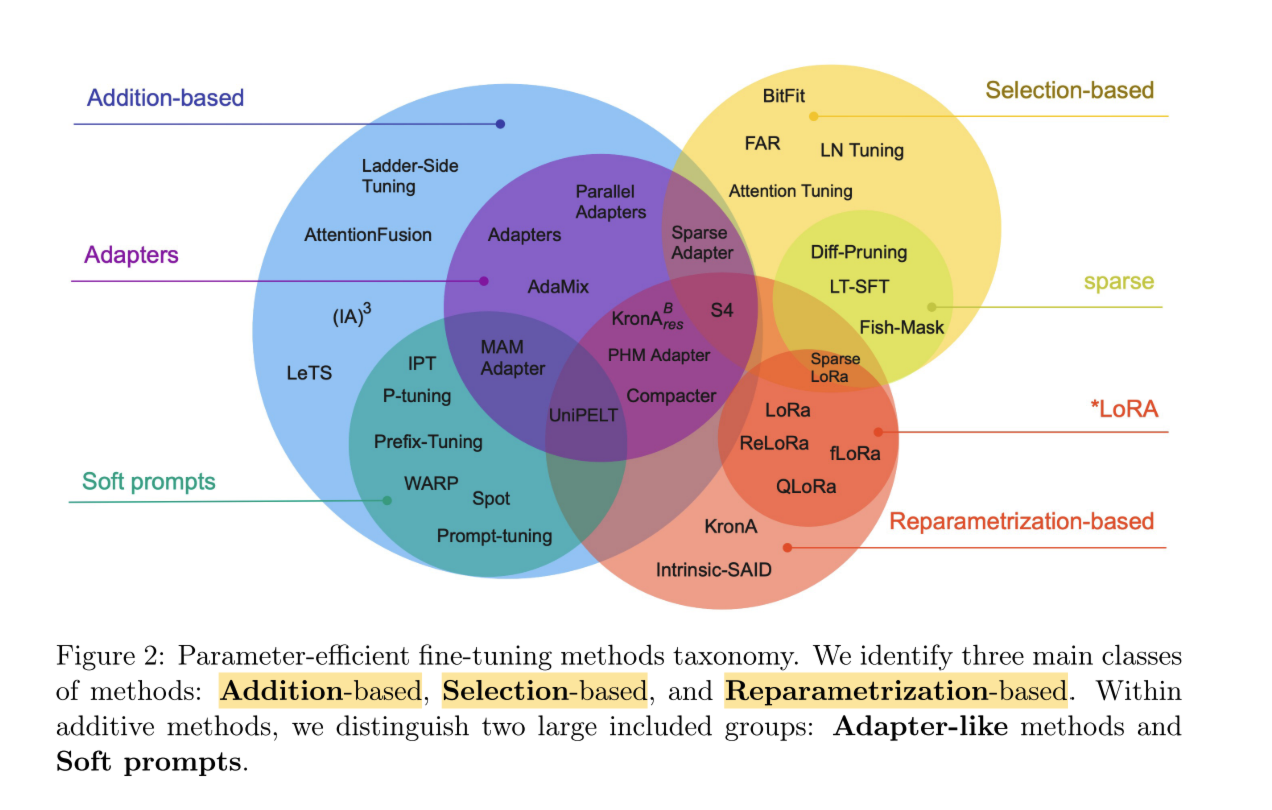 Addition-based
Selection-based
BitFit
FAR
LN Tuning
Attention Tuning
Ladder-Side
Tuning
Parallel
Adapters
AttentionFusion
Adapters
Adapters
Sparse
Adapter
Diff-Pruning
LT-SFT
sparse
Fish-Mask
AdaMix
(IA)³
KronA^B_res
S4
LeTS
IPT
MAM
Adapter
PHM Adapter
Sparse
LoRa
P-tuning
UniPELT
Compacter
LoRa
*LoRA
Prefix-Tuning
ReLoRa
fLoRa
Soft prompts
WARP
Spot
QLoRa
Prompt-tuning
KronA
Reparametrization-based
Intrinsic-SAID
Figure 2: Parameter-efficient fine-tuning methods taxonomy. We identify three main classes
of methods: Addition-based, Selection-based, and Reparametrization-based. Within
additive methods, we distinguish two large included groups: Adapter-like methods and
Soft prompts.